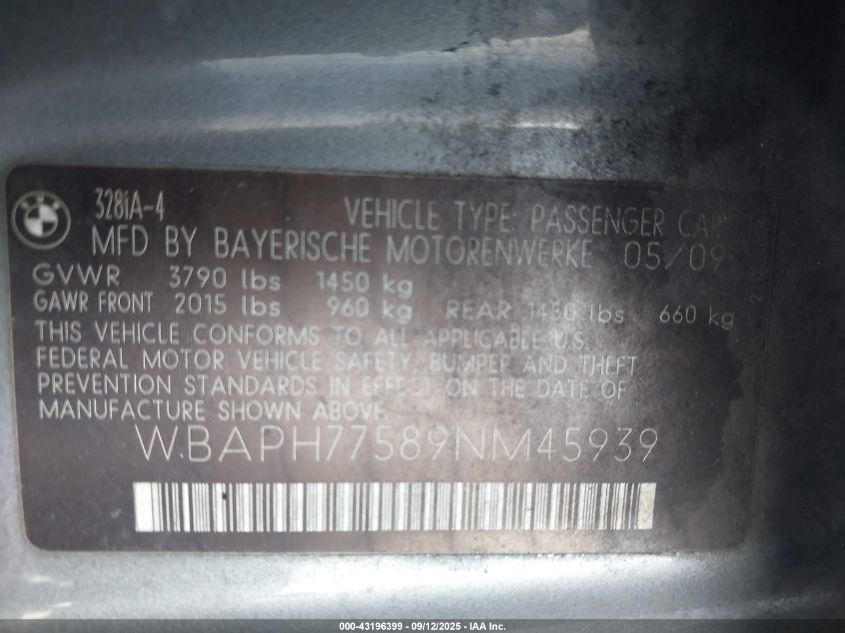 BMW
328iA-4
VEHICLE TYPE: PASSENGER CAR
MFD BY BAYERISCHE MOTORENWERKE 05/09
GVWR 3790 lbs 1450 kg
GAWR FRONT 2015 lbs 960 kg REAR 1450 lbs 660 kg
THIS VEHICLE CONFORMS TO ALL APPLICABLE U.S.
FEDERAL MOTOR VEHICLE SAFETY, BUMPER AND THEFT
PREVENTION STANDARDS IN EFFECT ON THE DATE OF
MANUFACTURE SHOWN ABOVE.
WBAPH77589NM45939
000-43196399 - 09/12/2025 - IAA Inc.